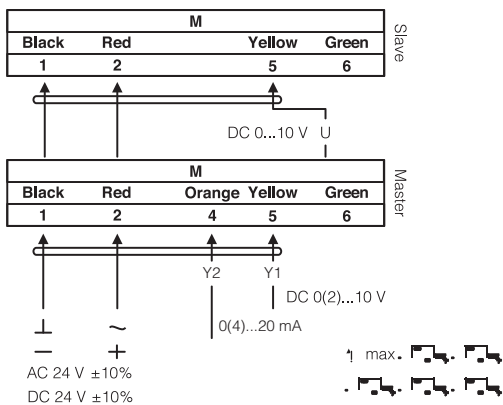 M
Black Red Yellow Green
1 2 5 6
Slave
DC 0...10 V U
M
Black Red Orange Yellow Green
1 2 4 5 6
Master
Y2 Y1
DC 0(2)...10 V
0(4)...20 mA
⊥ ~
− +
AC 24 V ±10%
DC 24 V ±10%
max.